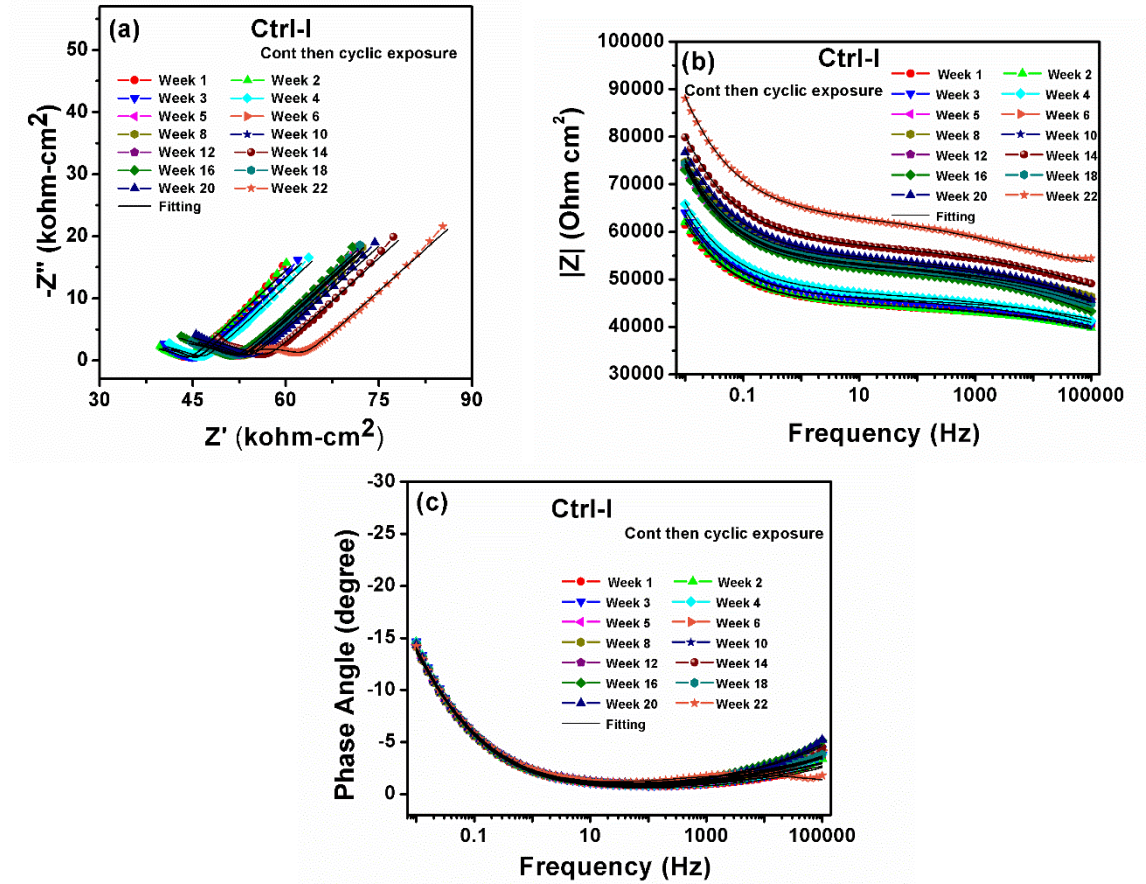 (a)
Ctrl-I
Cont then cyclic exposure
Week 1 Week 2
Week 3 Week 4
Week 5 Week 6
Week 8 Week 10
Week 12 Week 14
Week 16 Week 18
Week 20 Week 22
Fitting
-Z'' (kohm-cm2)
50
40
30
20
10
0
30 45 60 75 90
Z' (kohm-cm2)
(b)
Ctrl-I
Cont then cyclic exposure
Week 1 Week 2
Week 3 Week 4
Week 5 Week 6
Week 8 Week 10
Week 12 Week 14
Week 16 Week 18
Week 20 Week 22
Fitting
|Z| (Ohm cm2)
100000
90000
80000
70000
60000
50000
40000
30000
0.1 10 1000 100000
Frequency (Hz)
(c)
Ctrl-I
Cont then cyclic exposure
Week 1 Week 2
Week 3 Week 4
Week 5 Week 6
Week 8 Week 10
Week 12 Week 14
Week 16 Week 18
Week 20 Week 22
Fitting
Phase Angle (degree)
-30
-25
-20
-15
-10
-5
0
0.1 10 1000 100000
Frequency (Hz)